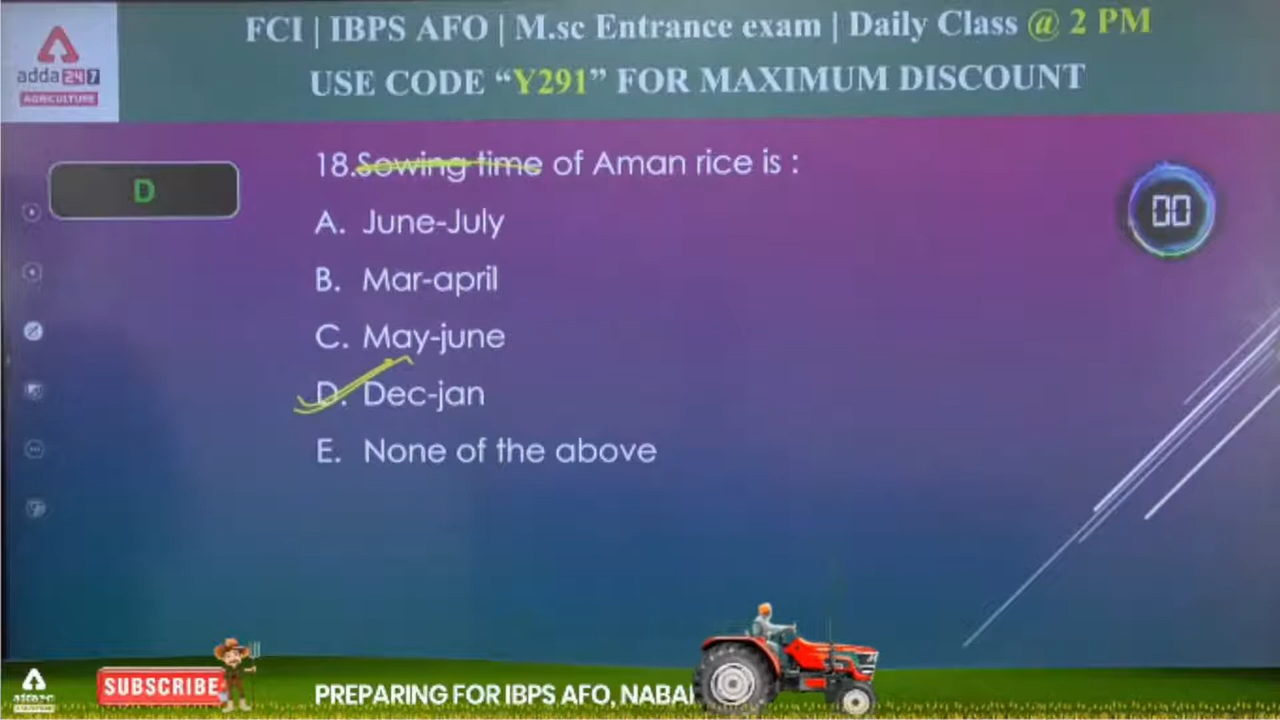 FCI | IBPS AFO | M.sc Entrance exam | Daily Class @ 2 PM
USE CODE “Y291” FOR MAXIMUM DISCOUNT
adda 247
AGRICULTURE
D
18.Sowing time of Aman rice is :
A. June-July
B. Mar-april
C. May-june
D. Dec-jan
E. None of the above
00
SUBSCRIBE
PREPARING FOR IBPS AFO, NABA